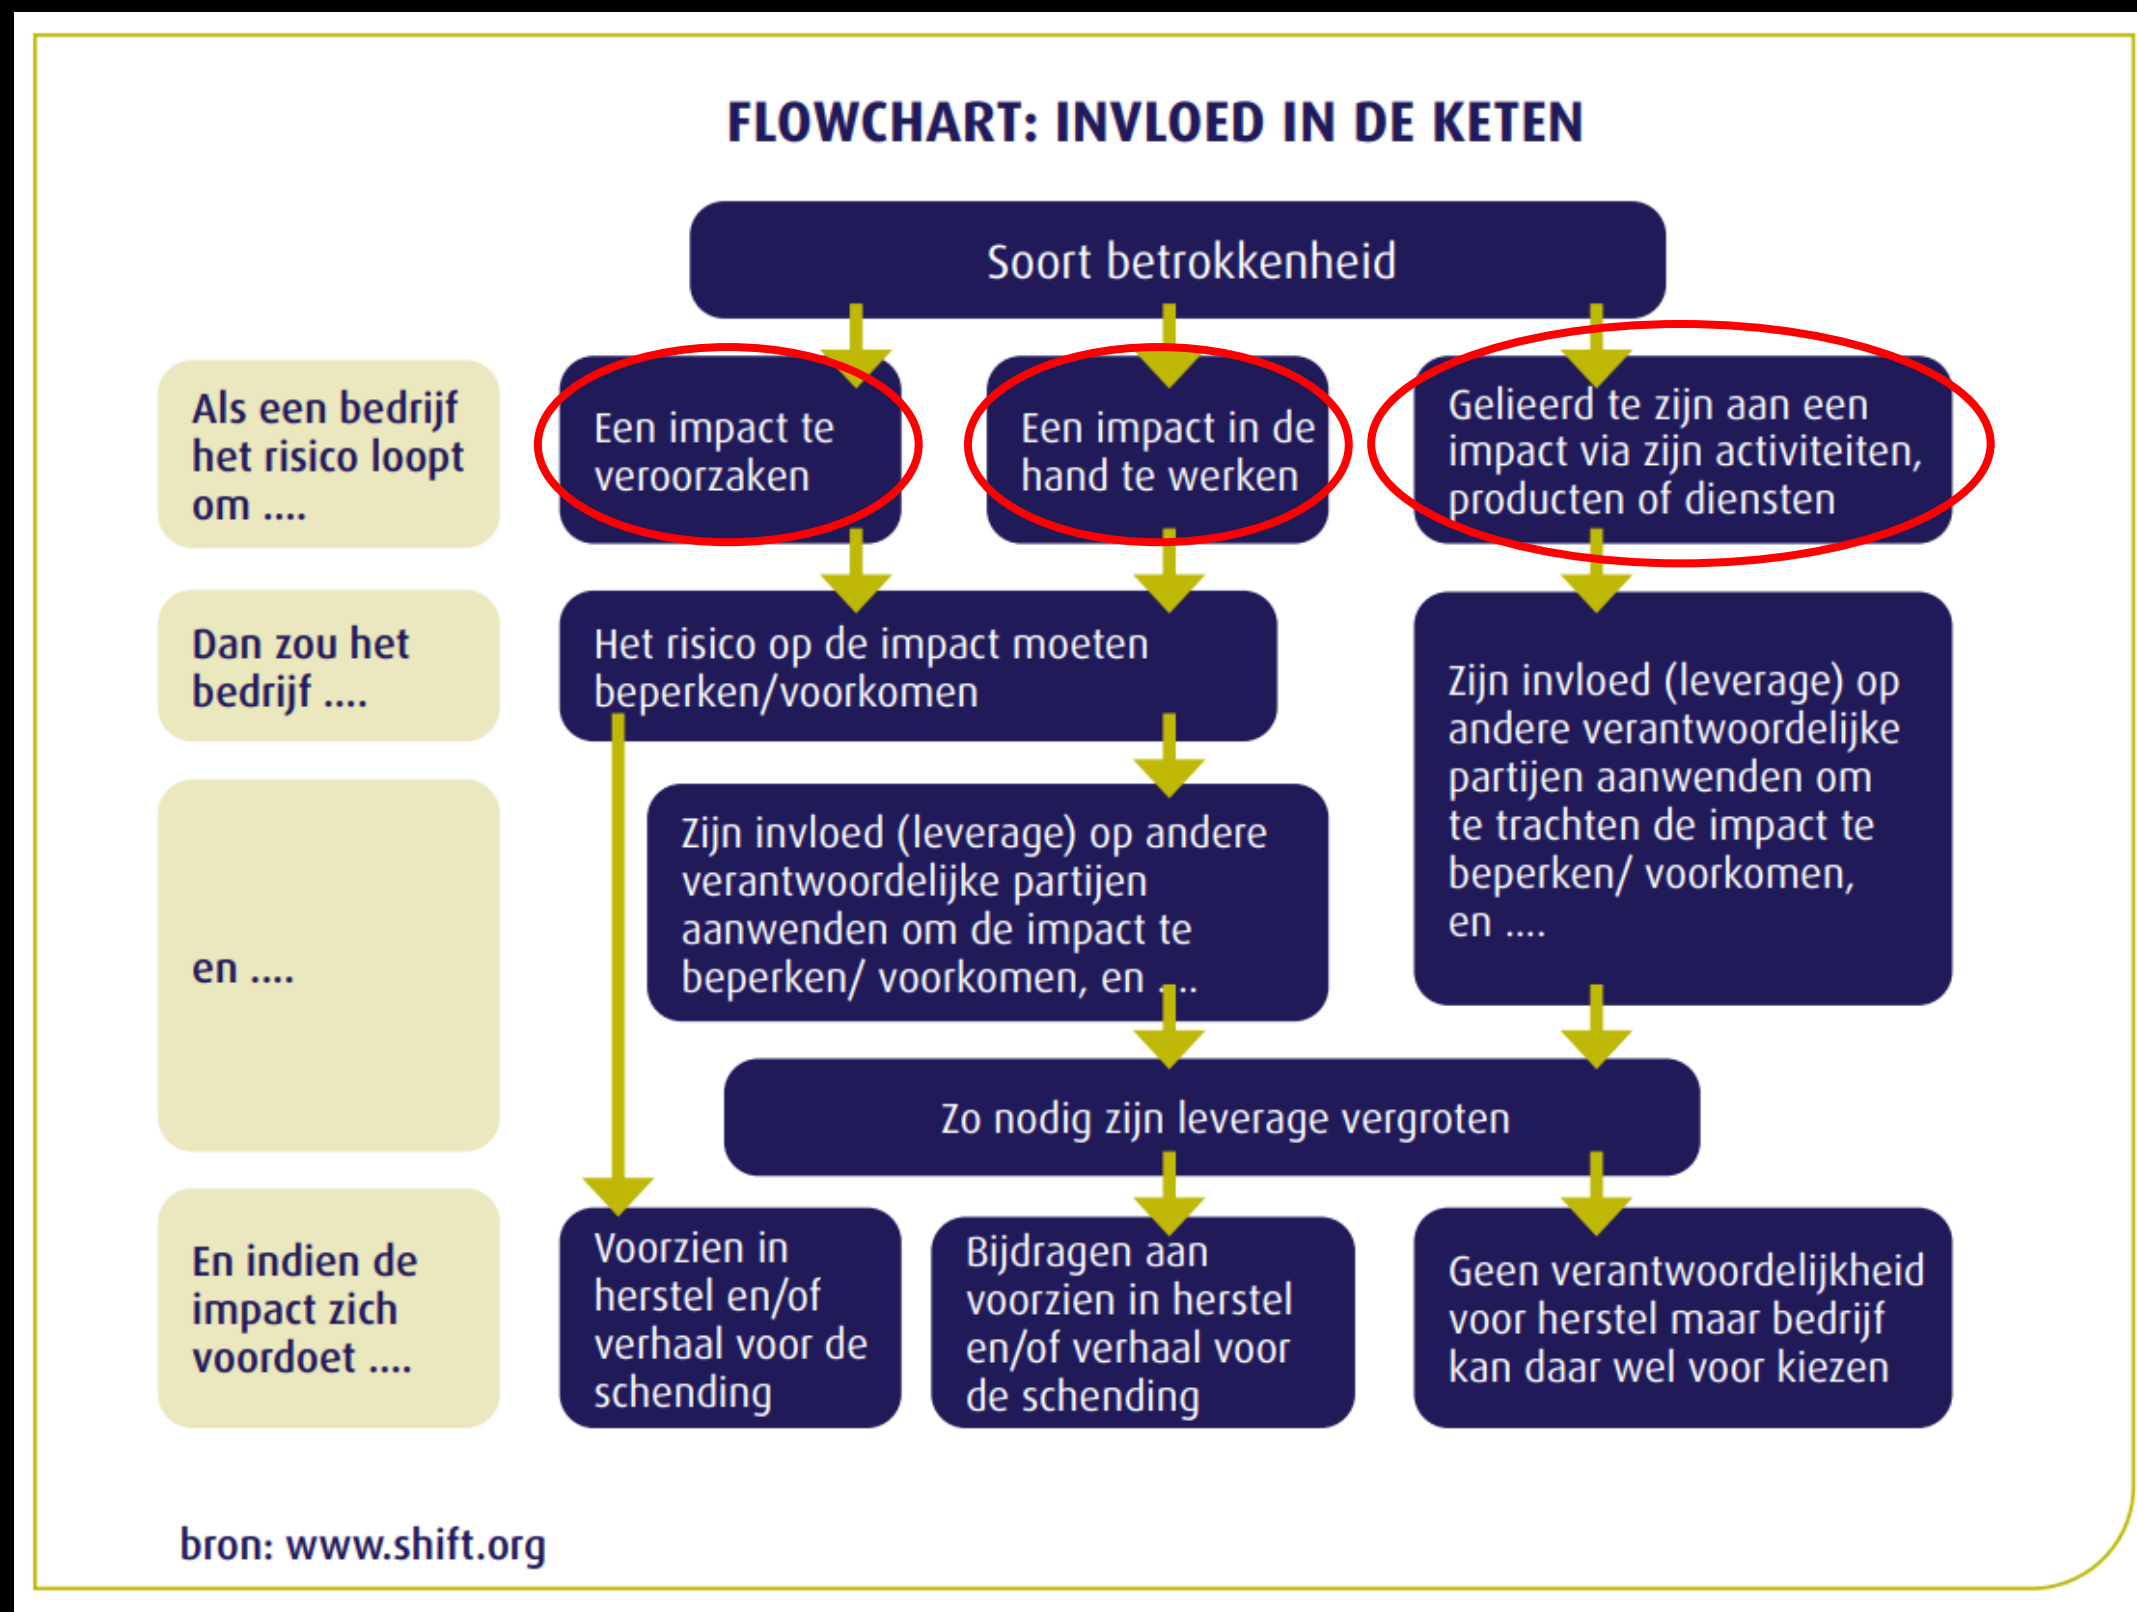 FLOWCHART: INVLOED IN DE KETEN
Soort betrokkenheid
Als een bedrijf
het risico loopt
om ....
Een impact te
veroorzaken
Een impact in de
hand te werken
Gelieerd te zijn aan een
impact via zijn activiteiten,
producten of diensten
Dan zou het
bedrijf ....
Het risico op de impact moeten
beperken/voorkomen
Zijn invloed (leverage) op
andere verantwoordelijke
partijen aanwenden om
te trachten de impact te
beperken/ voorkomen,
en ....
en ....
Zijn invloed (leverage) op andere
verantwoordelijke partijen
aanwenden om de impact te
beperken/ voorkomen, en ....
Zo nodig zijn leverage vergroten
En indien de
impact zich
voordoet ....
Voorzien in
herstel en/of
verhaal voor de
schending
Bijdragen aan
voorzien in herstel
en/of verhaal voor
de schending
Geen verantwoordelijkheid
voor herstel maar bedrijf
kan daar wel voor kiezen
bron: www.shift.org